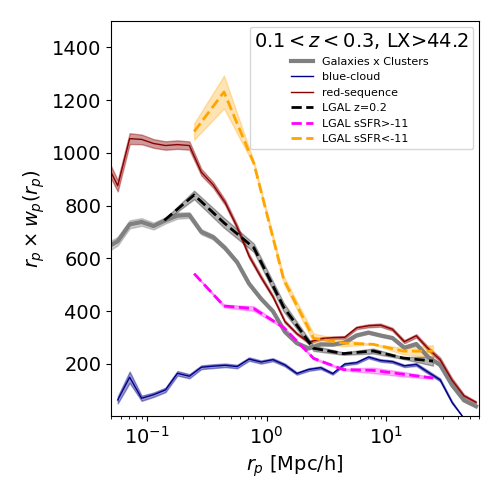 0.1 < z < 0.3, LX>44.2
Galaxies x Clusters
blue-cloud
red-sequence
LGAL z=0.2
LGAL sSFR>-11
LGAL sSFR<-11
1400
1200
1000
800
600
400
200
r_p × w_p(r_p)
10^{-1} 10^{0} 10^{1}
r_p [Mpc/h]